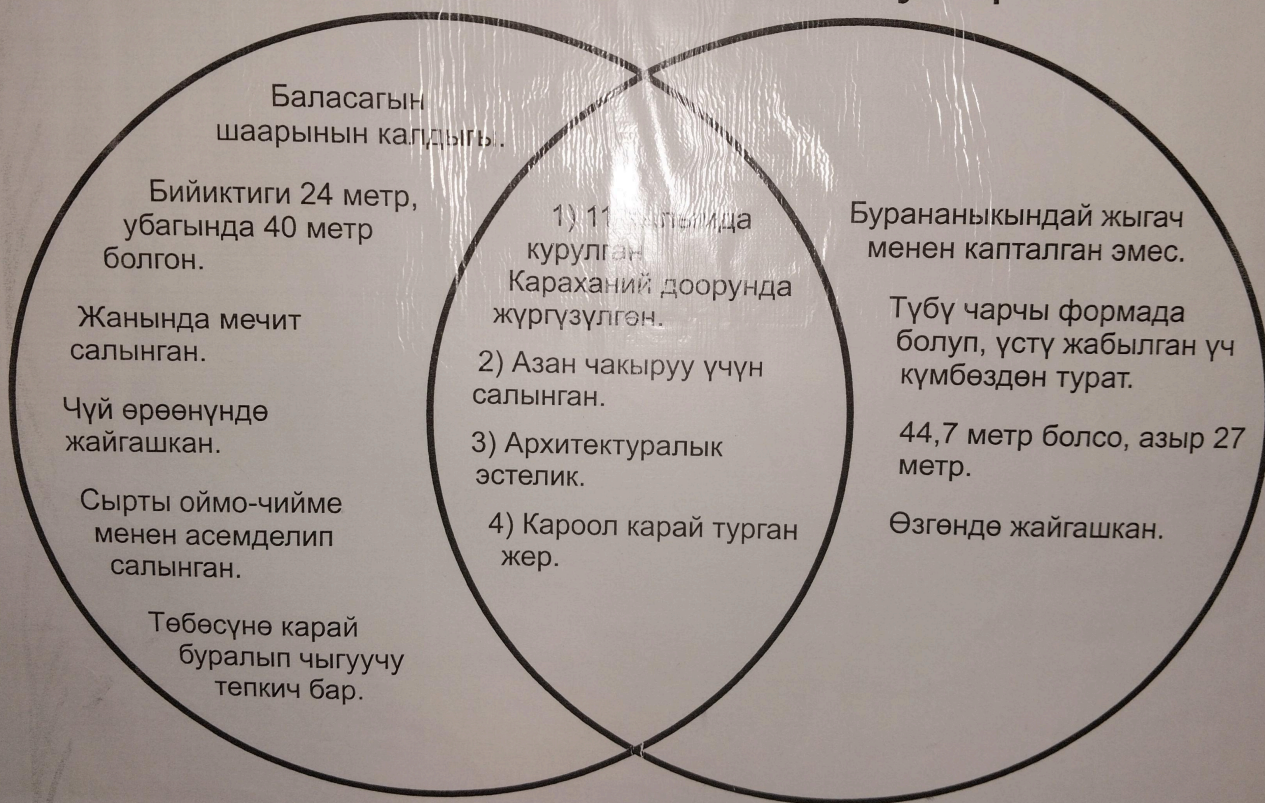 Баласагын
шаарынын калдыгы.
Бийиктиги 24 метр,
убагында 40 метр
болгон.
Жанында мечит
салынган.
Чүй өрөөнүндө
жайгашкан.
Сырты оймо-чийме
менен асемделип
салынган.
Төбөсүнө карай
буралып чыгуучу
тепкич бар.
1) 11
курулган
Караханий доорунда
жүргүзүлгөн.
2) Азан чакыруу үчүн
салынган.
3) Архитектуралык
эстелик.
4) Кароол карай турган
жер.
Бурананыкындай жыгач
менен капталган эмес.
Түбү чарчы формада
болуп, үстү жабылган үч
күмбөздөн турат.
44,7 метр болсо, азыр 27
метр.
Өзгөндө жайгашкан.